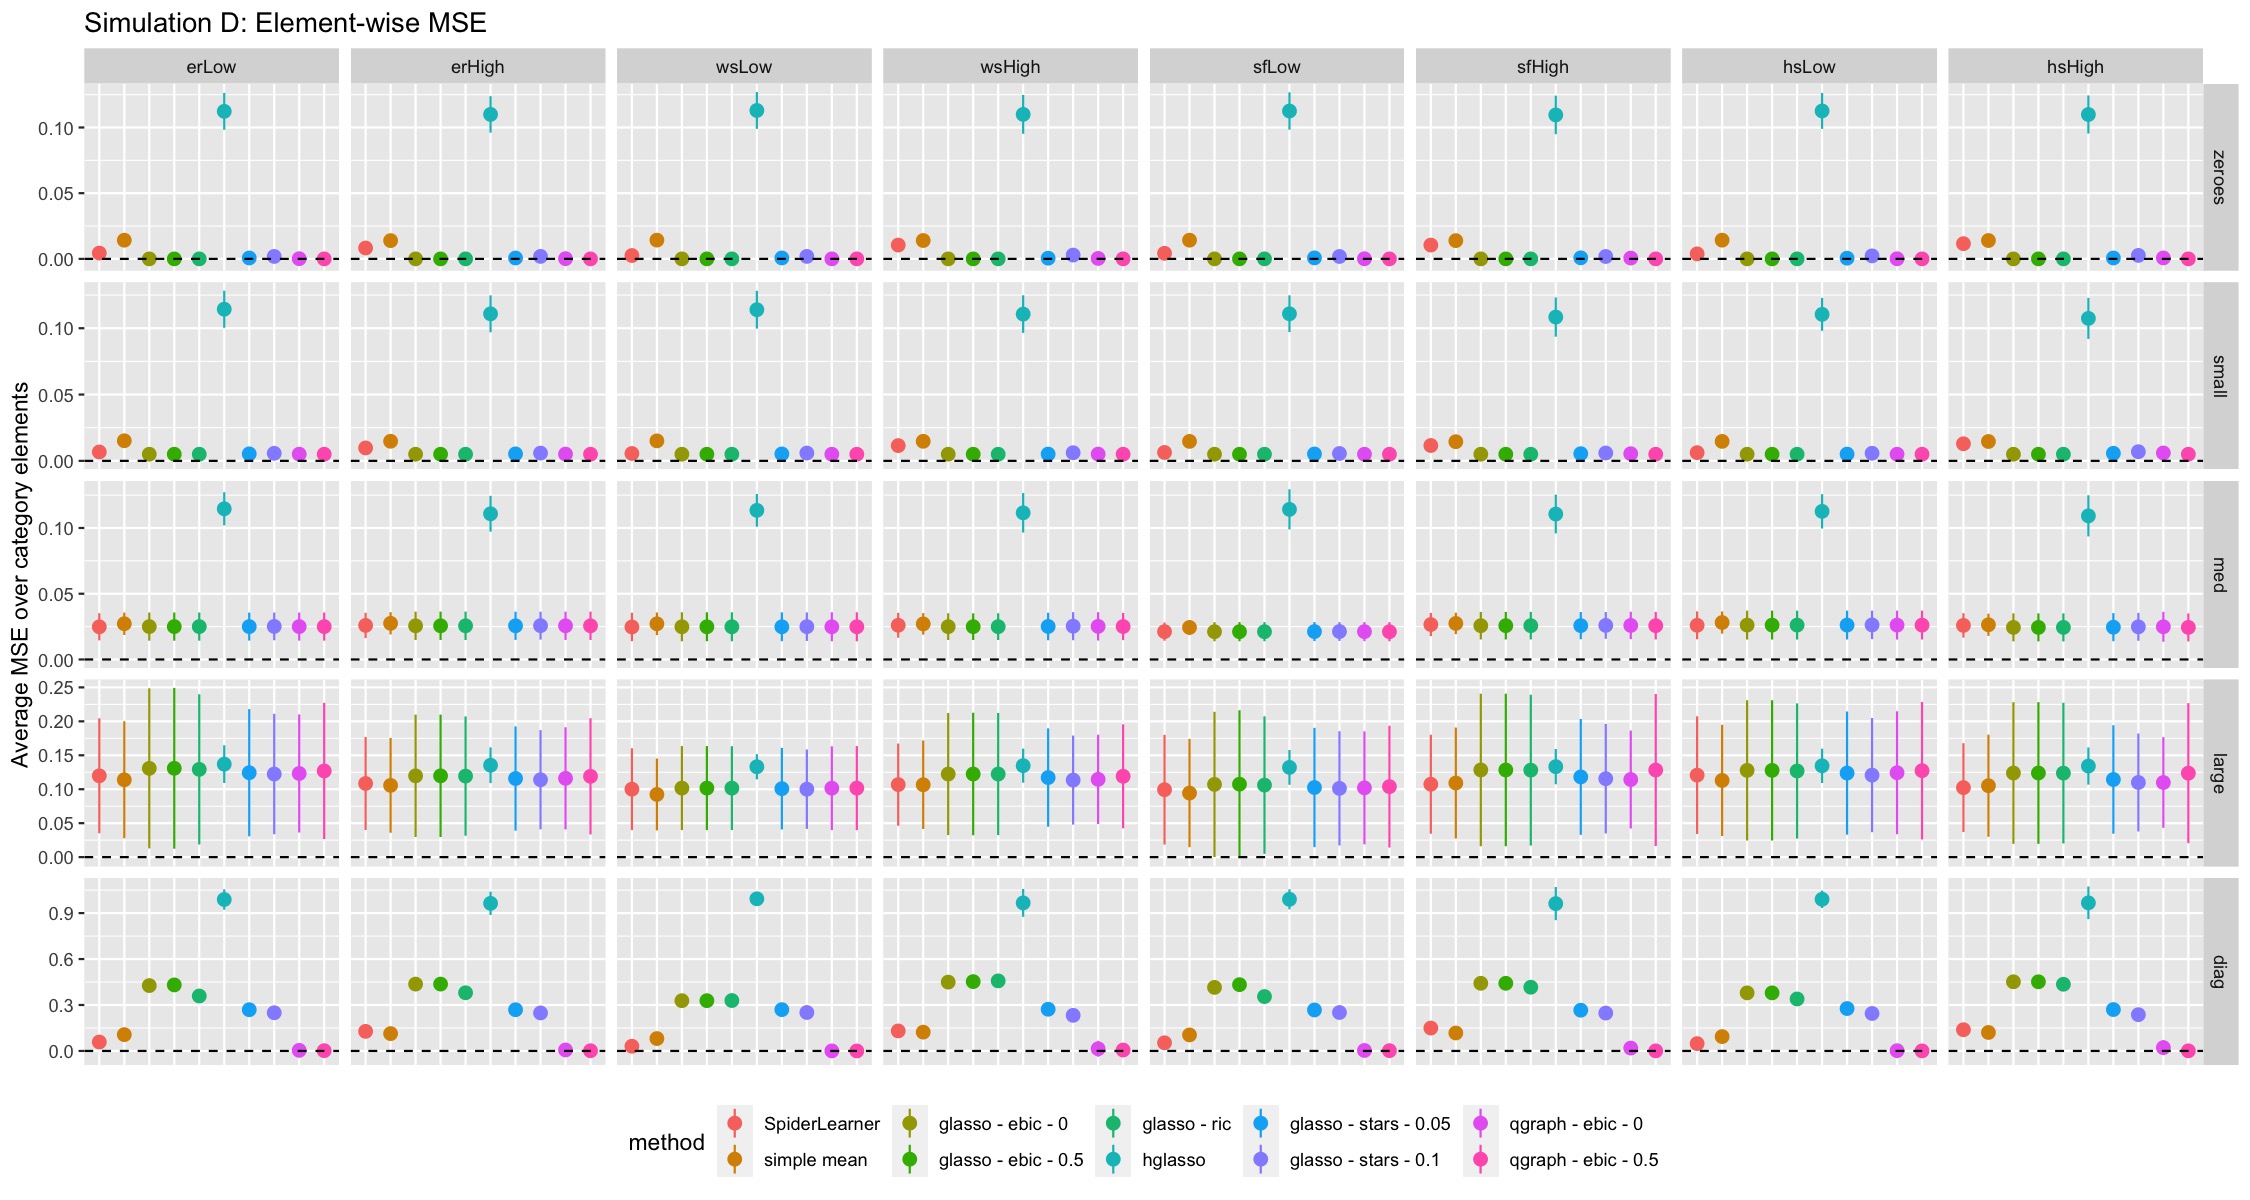 Simulation D: Element-wise MSE
erLow erHigh wsLow wsHigh sfLow sfHigh hsLow hsHigh
Average MSE over category elements
0.10
0.05
0.00
zeroes
0.10
0.05
0.00
small
0.10
0.05
0.00
med
0.25
0.20
0.15
0.10
0.05
0.00
large
0.9
0.6
0.3
0.0
diag
method
SpiderLearner glasso - ebic - 0 glasso - ric glasso - stars - 0.05 qgraph - ebic - 0
simple mean glasso - ebic - 0.5 hglasso glasso - stars - 0.1 qgraph - ebic - 0.5